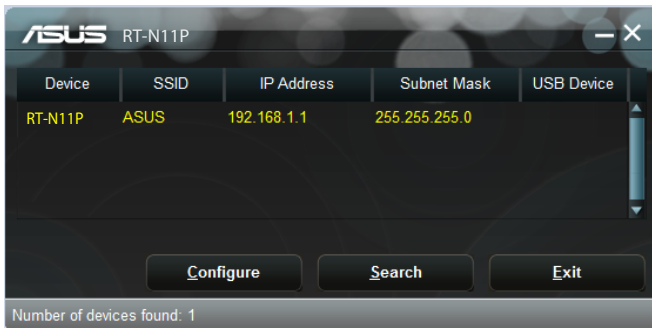 ASUS RT-N11P
Device SSID IP Address Subnet Mask USB Device
RT-N11P ASUS 192.168.1.1 255.255.255.0
Configure Search Exit
Number of devices found: 1